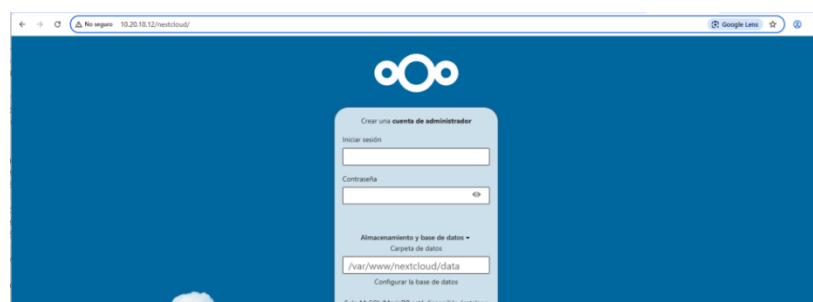 No seguro 10.20.18.12/nextcloud/ Google Lens
Crear una cuenta de administrador
Iniciar sesión
Contraseña
Almacenamiento y base de datos
Carpeta de datos
/var/www/nextcloud/data
Configurar la base de datos